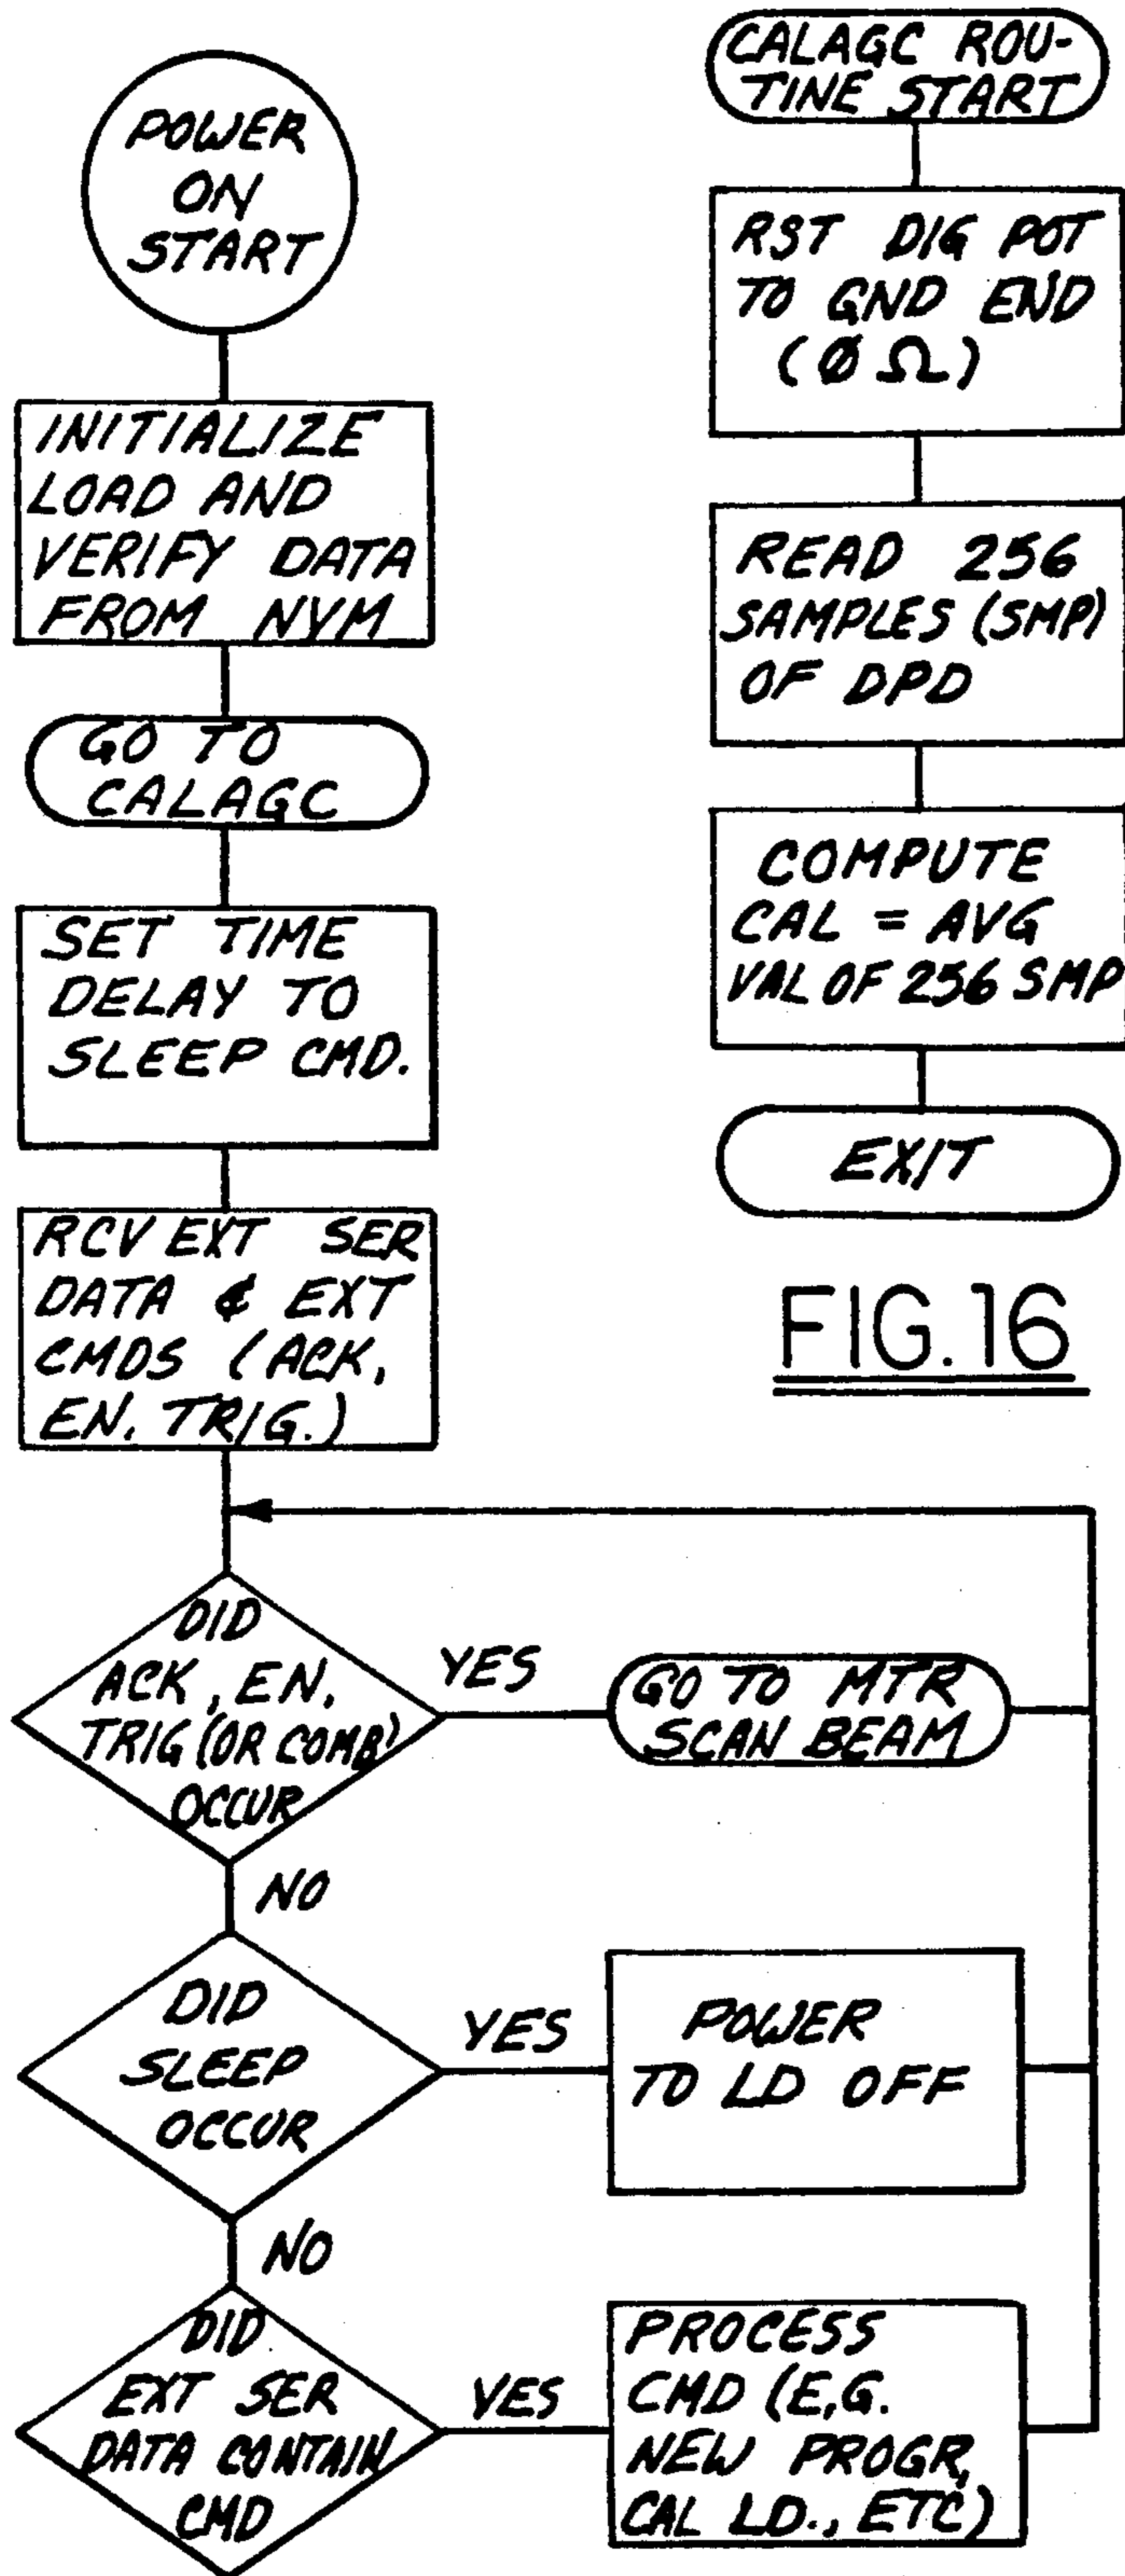 POWER
ON
START
INITIALIZE
LOAD AND
VERIFY DATA
FROM NVM
GO TO
CALAGC
SET TIME
DELAY TO
SLEEP CMD.
RCV EXT SER
DATA & EXT
CMDS (ACK,
EN. TRIG.)
DID
ACK, EN.
TRIG (OR COMB)
OCCUR
YES
GO TO MTR
SCAN BEAM
NO
DID
SLEEP
OCCUR
YES
POWER
TO LD OFF
NO
DID
EXT SER
DATA CONTAIN
CMD
YES
PROCESS
CMD (E,G.
NEW PROGR,
CAL LD., ETC)
CALAGC ROU-
TINE START
RST DIG POT
TO GND END
(Ø Ω)
READ 256
SAMPLES (SMP)
OF DPD
COMPUTE
CAL = AVG
VAL OF 256 SMP
EXIT
FIG.16